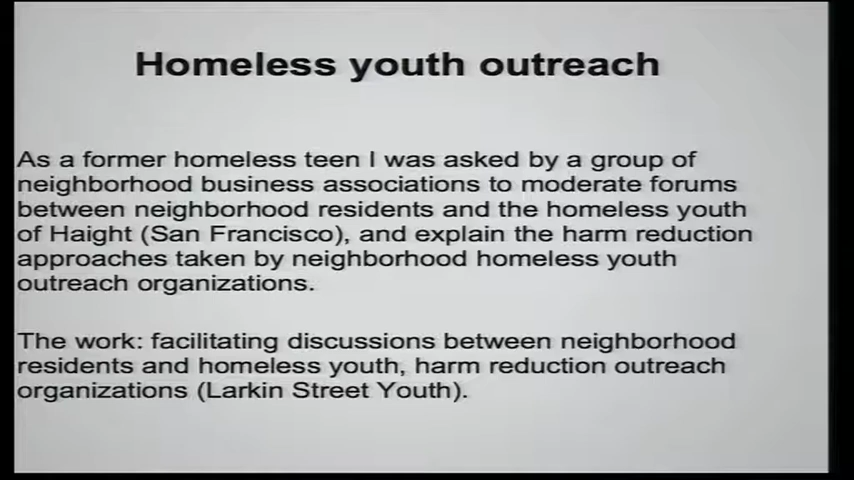 Homeless youth outreach
As a former homeless teen I was asked by a group of
neighborhood business associations to moderate forums
between neighborhood residents and the homeless youth
of Haight (San Francisco), and explain the harm reduction
approaches taken by neighborhood homeless youth
outreach organizations.
The work: facilitating discussions between neighborhood
residents and homeless youth, harm reduction outreach
organizations (Larkin Street Youth).